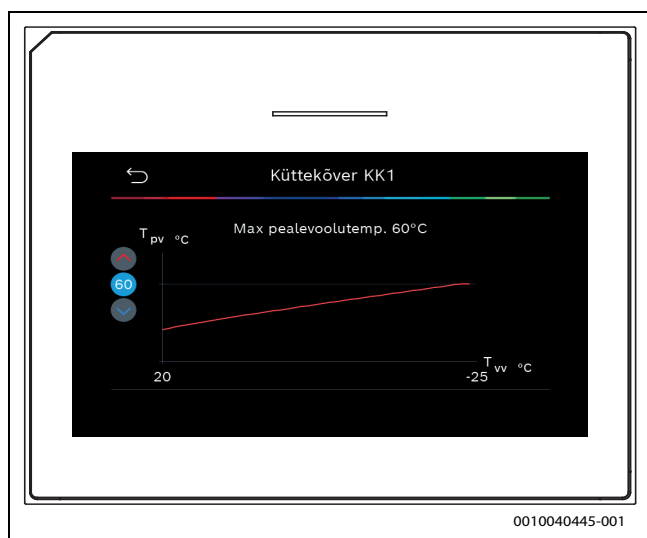 Küttekõver KK1
T pv °C
Max pealevoolutemp. 60°C
60
20
-25
T vv °C
0010040445-001